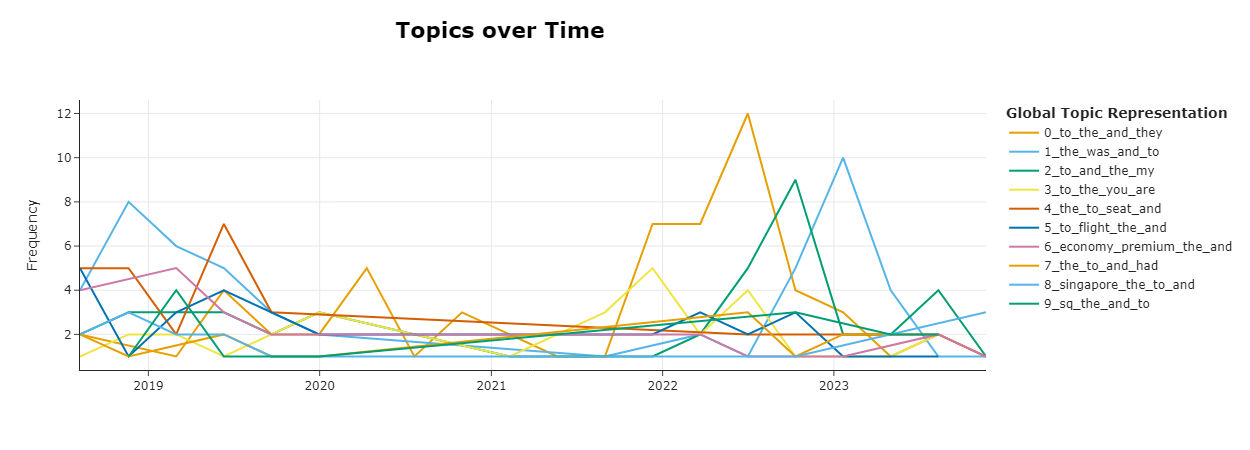 Topics over Time
Frequency
12
10
8
6
4
2
2019
2020
2021
2022
2023
Global Topic Representation
0_to_the_and_they
1_the_was_and_to
2_to_and_the_my
3_to_the_you_are
4_the_to_seat_and
5_to_flight_the_and
6_economy_premium_the_and
7_the_to_and_had
8_singapore_the_to_and
9_sq_the_and_to